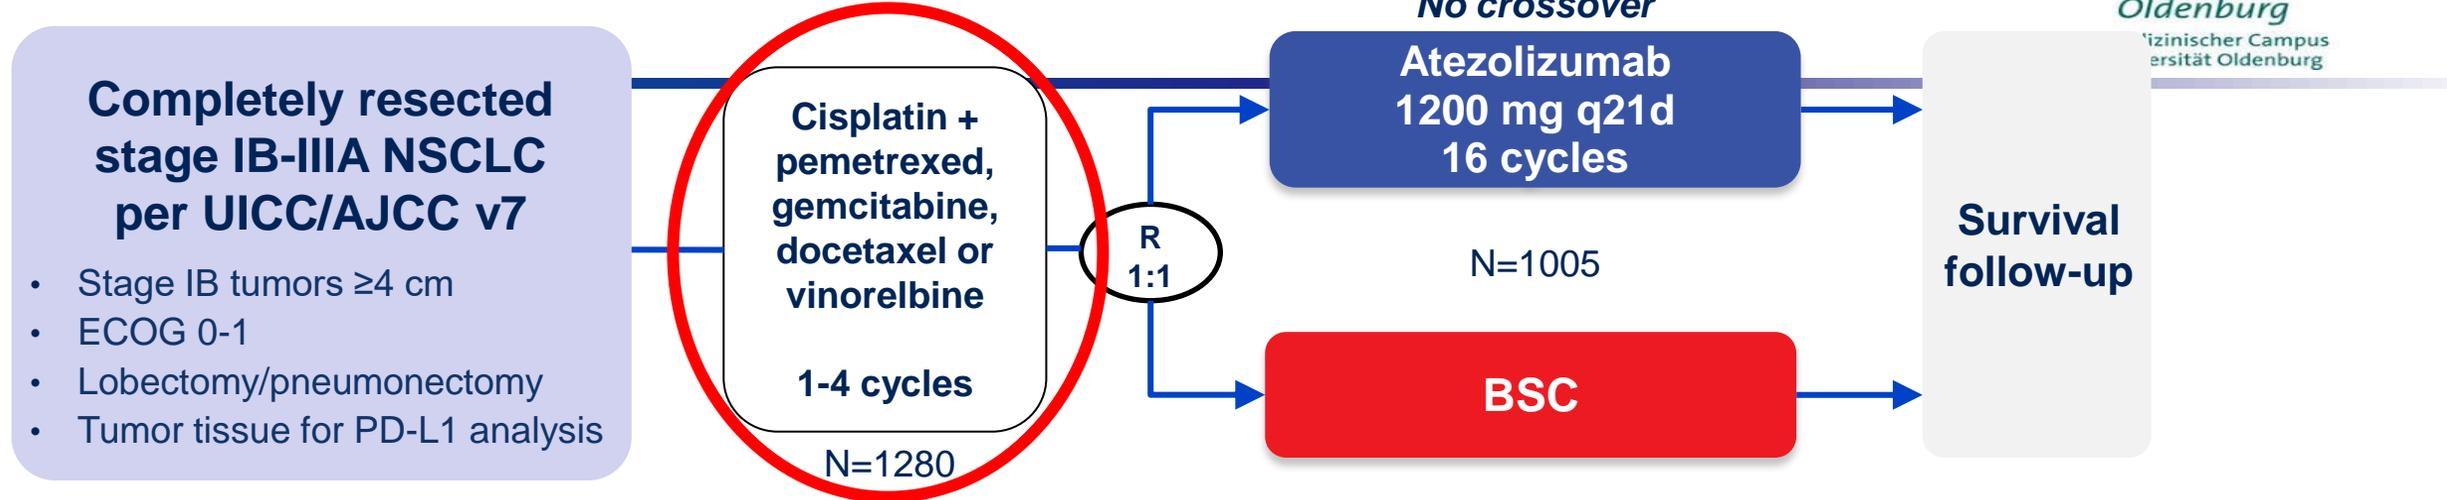 No crossover
Oldenburg
izinischer Campus
ersität Oldenburg
Completely resected
stage IB-IIIA NSCLC
per UICC/AJCC v7
• Stage IB tumors ≥4 cm
• ECOG 0-1
• Lobectomy/pneumonectomy
• Tumor tissue for PD-L1 analysis
Cisplatin +
pemetrexed,
gemcitabine,
docetaxel or
vinorelbine
1-4 cycles
N=1280
R
1:1
Atezolizumab
1200 mg q21d
16 cycles
N=1005
BSC
Survival
follow-up